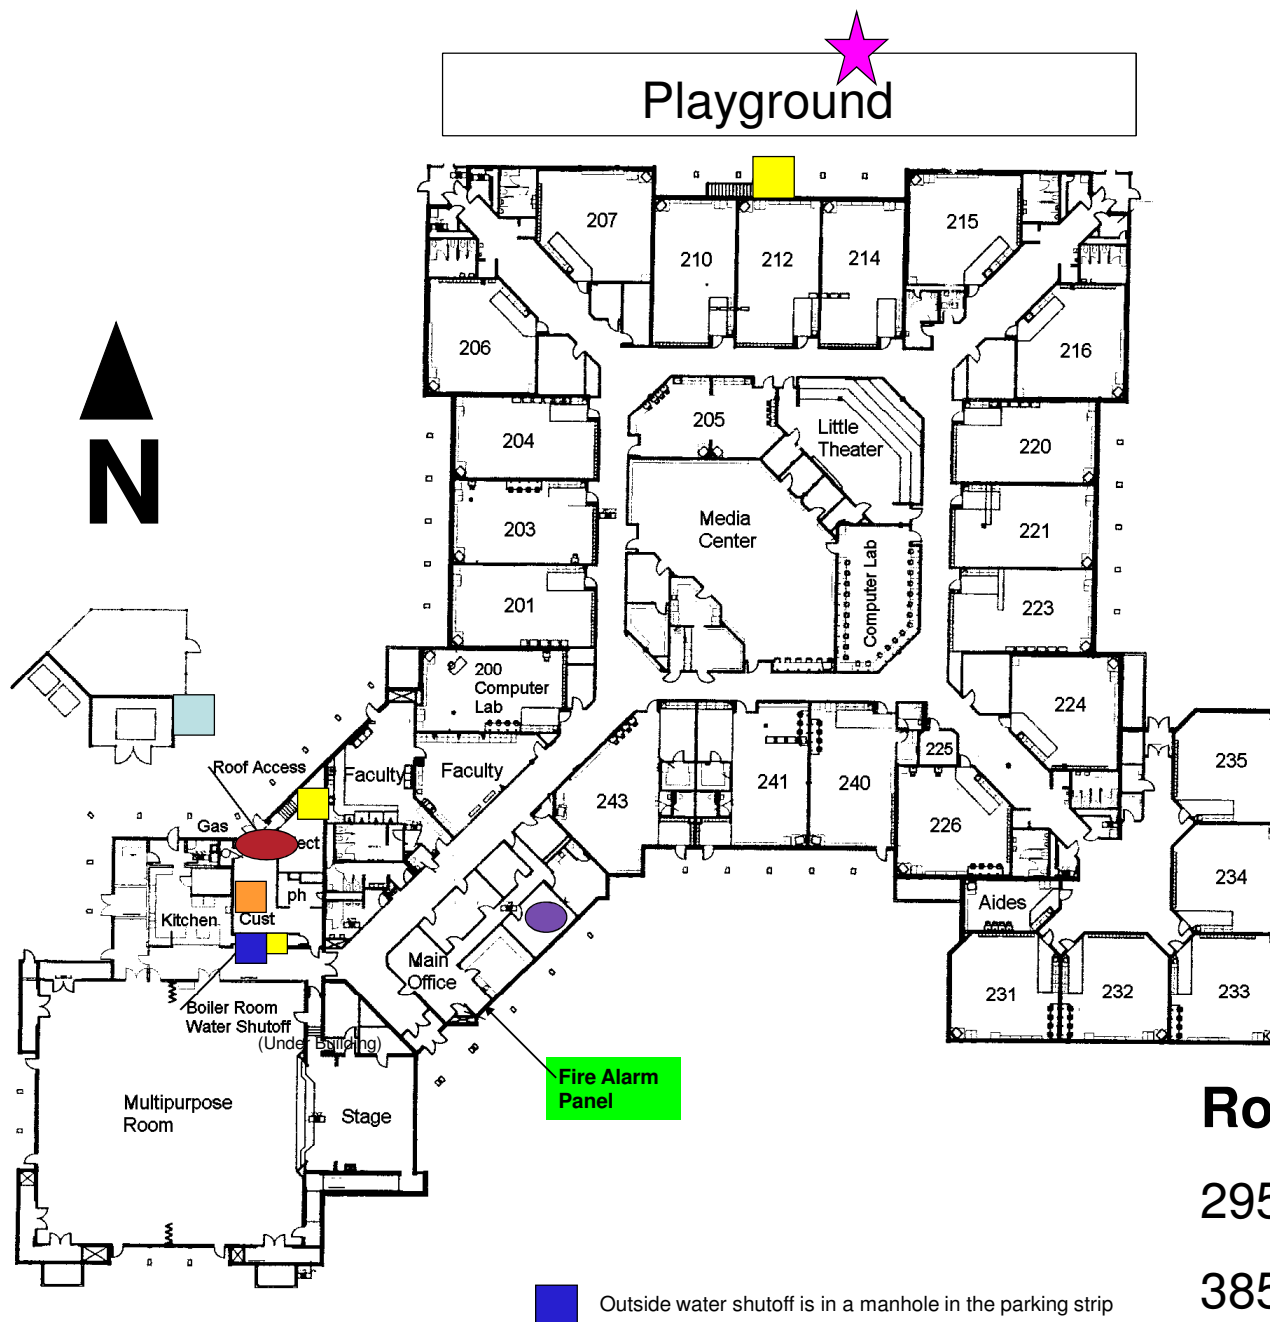 Playground
207
215
210
212
214
206
216
205
Little
Theater
204
220
203
Media
Center
221
Computer Lab
201
223
200
Computer
Lab
224
225
Roof Access
Faculty
Faculty
235
243
241
240
Gas
226
ect
234
ph
Kitchen
Cust
Aides
Main
Office
231
232
233
Boiler Room
Water Shutoff
(Under Building)
N
Fire Alarm
Panel
Multipurpose
Room
Stage
Ro
295
385
Outside water shutoff is in a manhole in the parking strip